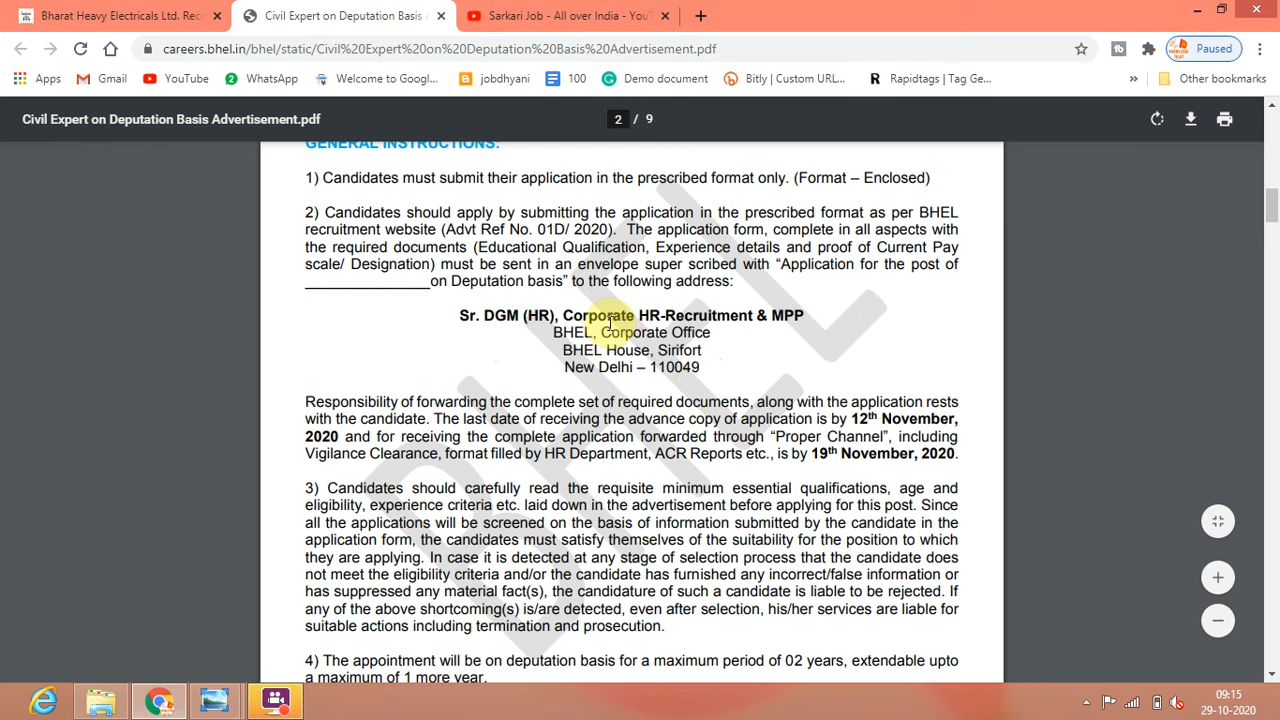 Bharat Heavy Electricals Ltd. Recr
Civil Expert on Deputation Basis A
Sarkari Job - All over India - You
careers.bhel.in/bhel/static/Civil%20Expert%20on%20Deputation%20Basis%20Advertisement.pdf
Paused
Apps
Gmail
YouTube
2 WhatsApp
Welcome to Googl...
jobdhyani
100
Demo document
Bitly | Custom URL...
R Rapidtags | Tag Ge...
»
Other bookmarks
Civil Expert on Deputation Basis Advertisement.pdf
2 / 9
GENERAL INSTRUCTIONS:
1) Candidates must submit their application in the prescribed format only. (Format – Enclosed)
2) Candidates should apply by submitting the application in the prescribed format as per BHEL
recruitment website (Advt Ref No. 01D/ 2020). The application form, complete in all aspects with
the required documents (Educational Qualification, Experience details and proof of Current Pay
scale/ Designation) must be sent in an envelope super scribed with “Application for the post of
________________on Deputation basis” to the following address:
Sr. DGM (HR), Corporate HR-Recruitment & MPP
BHEL, Corporate Office
BHEL House, Sirifort
New Delhi – 110049
Responsibility of forwarding the complete set of required documents, along with the application rests
with the candidate. The last date of receiving the advance copy of application is by 12th November,
2020 and for receiving the complete application forwarded through “Proper Channel”, including
Vigilance Clearance, format filled by HR Department, ACR Reports etc., is by 19th November, 2020.
3) Candidates should carefully read the requisite minimum essential qualifications, age and
eligibility, experience criteria etc. laid down in the advertisement before applying for this post. Since
all the applications will be screened on the basis of information submitted by the candidate in the
application form, the candidates must satisfy themselves of the suitability for the position to which
they are applying. In case it is detected at any stage of selection process that the candidate does
not meet the eligibility criteria and/or the candidate has furnished any incorrect/false information or
has suppressed any material fact(s), the candidature of such a candidate is liable to be rejected. If
any of the above shortcoming(s) is/are detected, even after selection, his/her services are liable for
suitable actions including termination and prosecution.
4) The appointment will be on deputation basis for a maximum period of 02 years, extendable upto
a maximum of 1 more year.
BHEL
09:15
29-10-2020